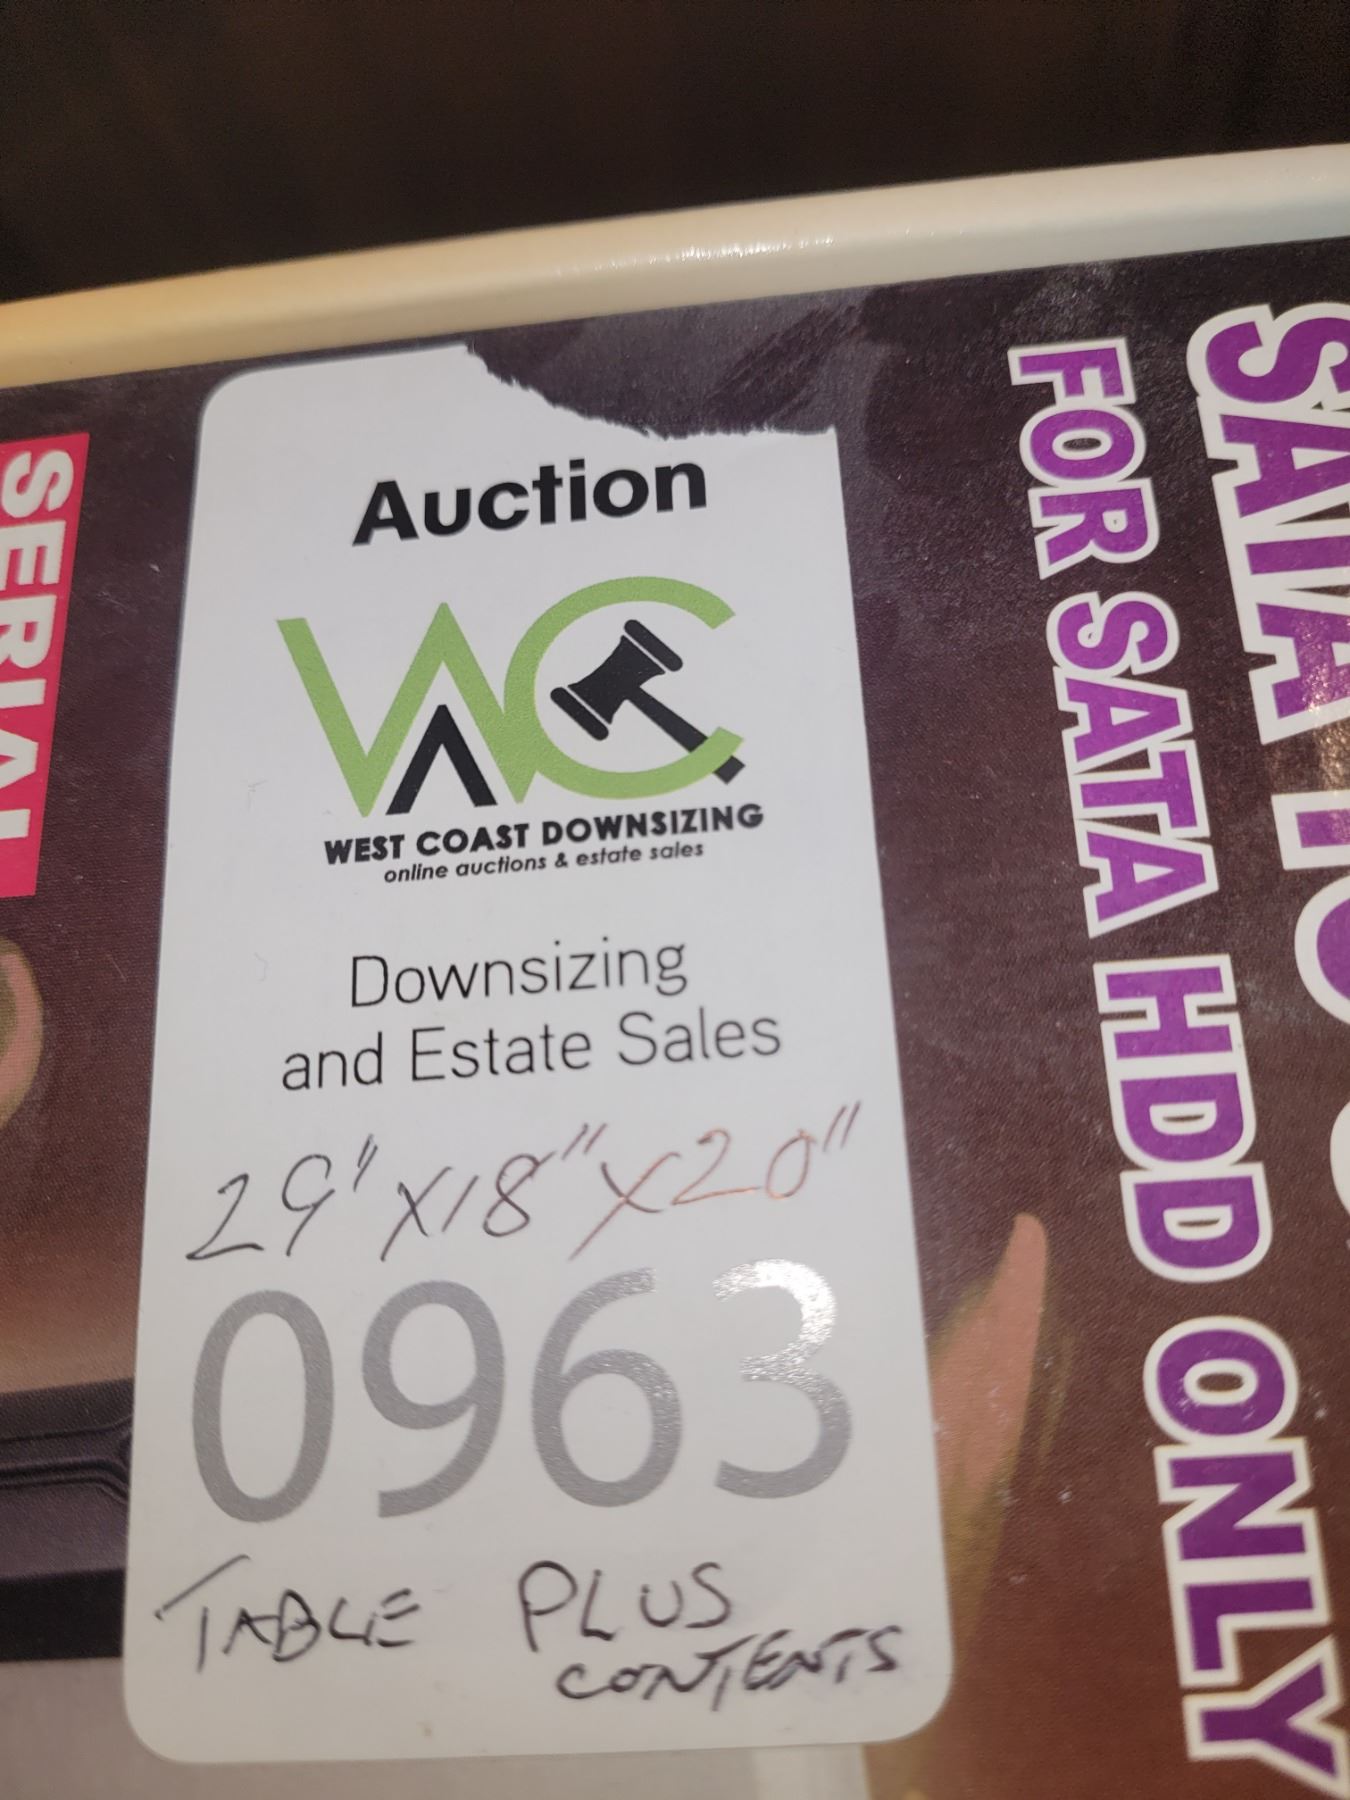 Auction
WEST COAST DOWNSIZING
online auctions & estate sales
Downsizing
and Estate Sales
29" X18" X20"
0963
TABLE PLUS
CONTENTS
SERIAL
FOR SATA HDD ONLY
SATA